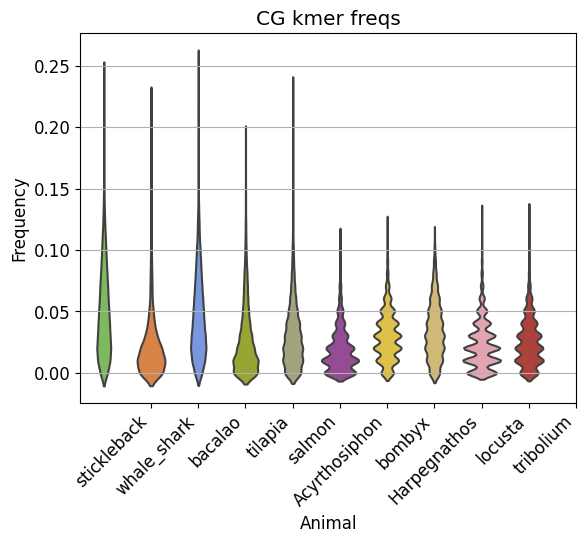 CG kmer freqs
Frequency
0.25
0.20
0.15
0.10
0.05
0.00
stickleback
whale_shark
bacalao
tilapia
salmon
Acyrthosiphon
bombyx
Harpegnathos
locusta
tribolium
Animal